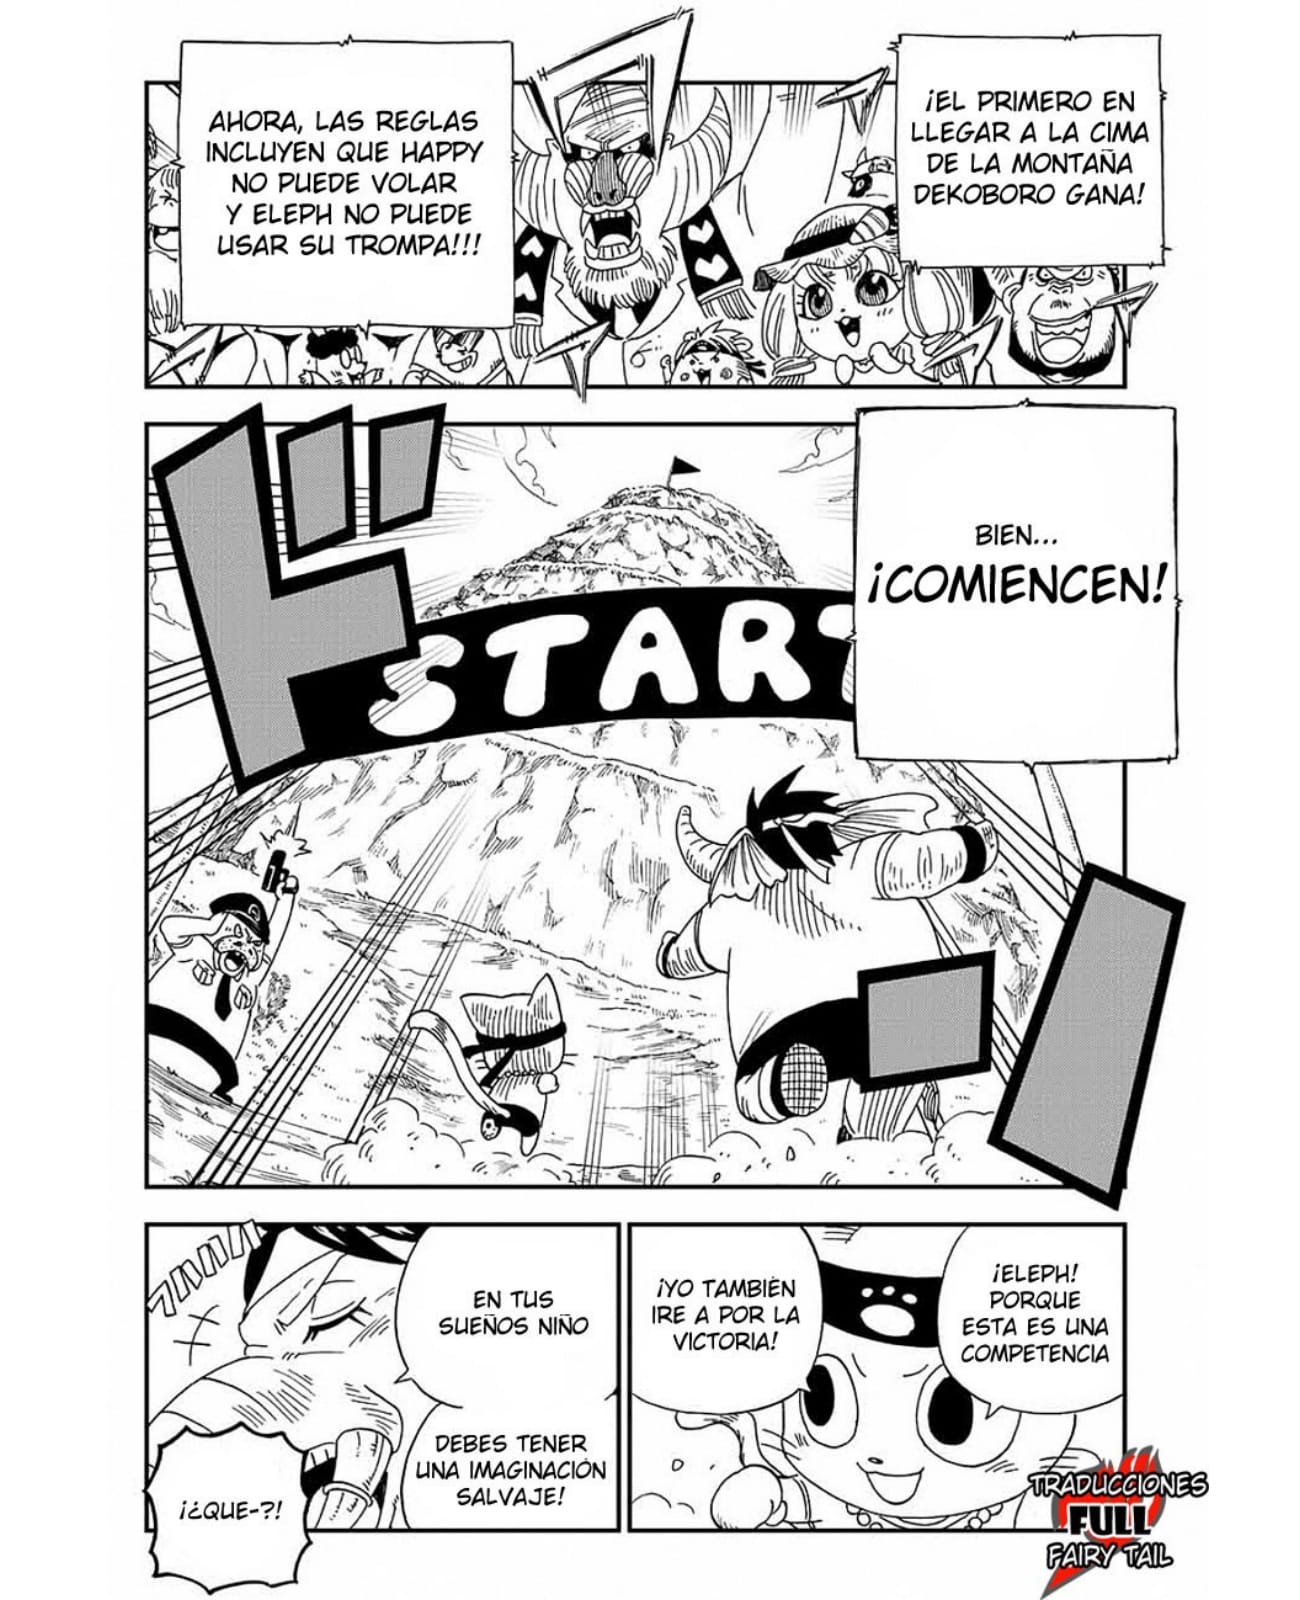 ¡EL PRIMERO EN
LLEGAR A LA CIMA
DE LA MONTAÑA
DEKOBORO GANA!
AHORA, LAS REGLAS
INCLUYEN QUE HAPPY
NO PUEDE VOLAR
Y ELEPH NO PUEDE
USAR SU TROMPA!!!
BIEN...
¡COMIENCEN!
ド
START
ー
¡ELEPH!
PORQUE
ESTA ES UNA
COMPETENCIA
¡YO TAMBIÉN
IRE A POR LA
VICTORIA!
EN TUS
SUEÑOS NIÑO
DEBES TENER
UNA IMAGINACIÓN
SALVAJE!
¡¿QUE-?!
TRADUCCIONES
FULL
FAIRY TAIL